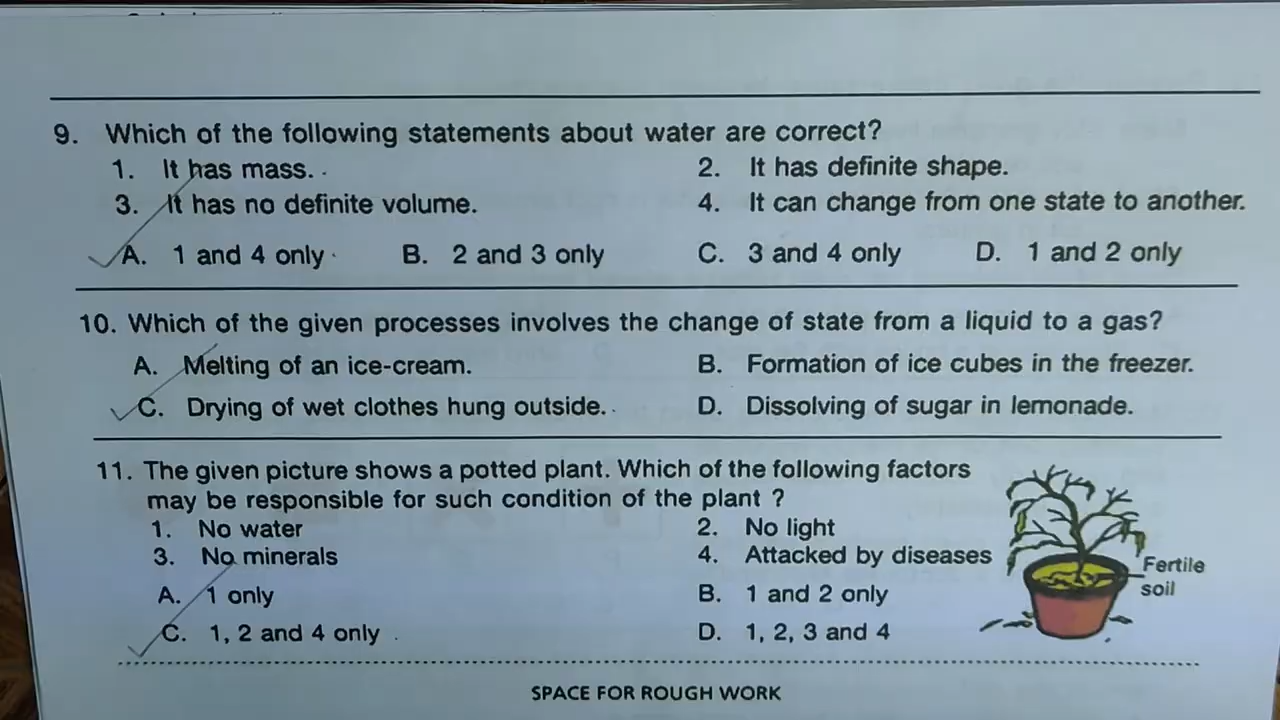 9. Which of the following statements about water are correct?
1. It has mass. 2. It has definite shape.
3. It has no definite volume. 4. It can change from one state to another.
A. 1 and 4 only B. 2 and 3 only C. 3 and 4 only D. 1 and 2 only
10. Which of the given processes involves the change of state from a liquid to a gas?
A. Melting of an ice-cream. B. Formation of ice cubes in the freezer.
C. Drying of wet clothes hung outside. D. Dissolving of sugar in lemonade.
11. The given picture shows a potted plant. Which of the following factors
may be responsible for such condition of the plant ?
1. No water 2. No light
3. No minerals 4. Attacked by diseases
A. 1 only B. 1 and 2 only
C. 1, 2 and 4 only D. 1, 2, 3 and 4
Fertile
soil
SPACE FOR ROUGH WORK